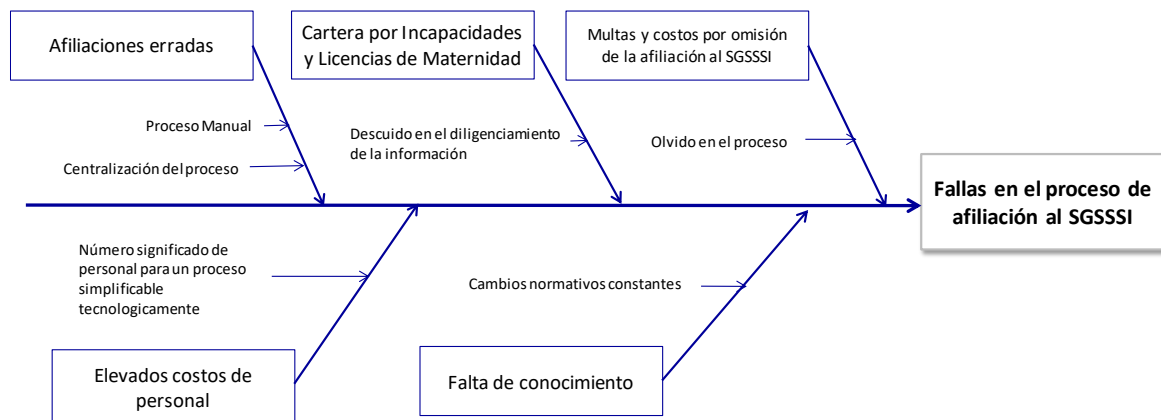 Afiliaciones erradas
Cartera por Incapacidades
y Licencias de Maternidad
Multas y costos por omisión
de la afiliación al SGSSSI
Proceso Manual
Centralización del proceso
Descuido en el diligenciamiento
de la información
Olvido en el proceso
Fallas en el proceso de
afiliación al SGSSSI
Número significado de
personal para un proceso
simplificable
tecnologicamente
Cambios normativos constantes
Elevados costos de
personal
Falta de conocimiento